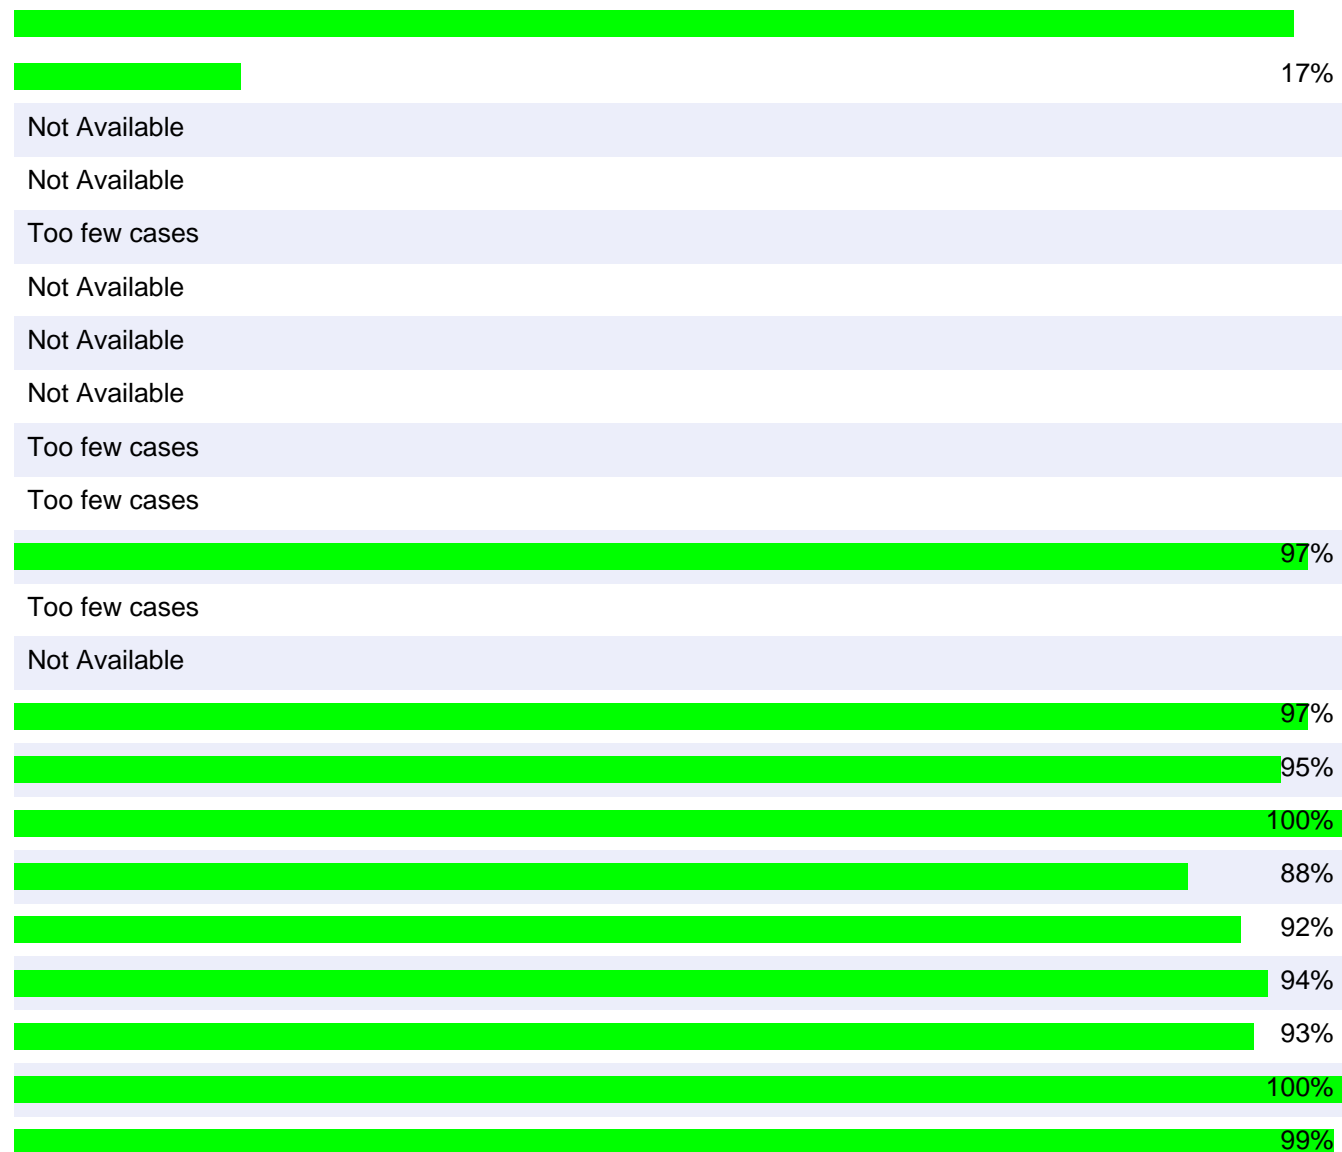 17%
Not Available
Not Available
Too few cases
Not Available
Not Available
Not Available
Too few cases
Too few cases
97%
Too few cases
Not Available
97%
95%
100%
88%
92%
94%
93%
100%
99%